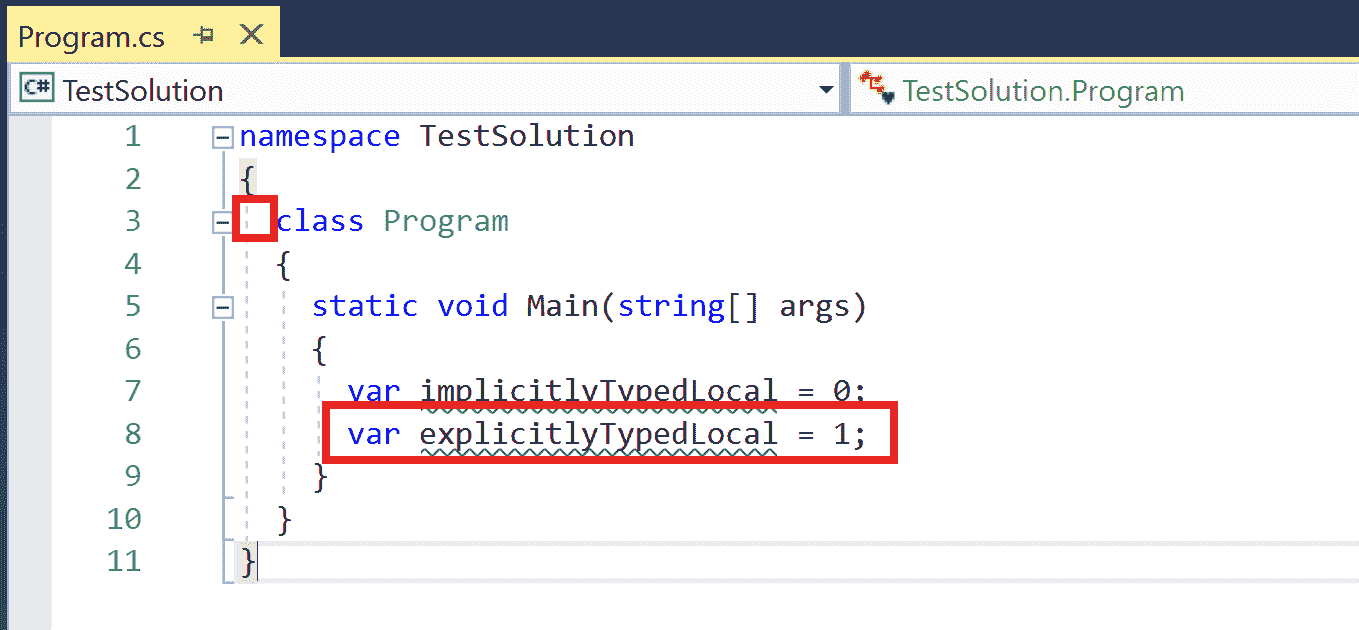 Program.cs
C# TestSolution
TestSolution.Program
1 namespace TestSolution
2 {
3 class Program
4 {
5 static void Main(string[] args)
6 {
7 var implicitlyTypedLocal = 0;
8 var explicitlyTypedLocal = 1;
9 }
10 }
11 }